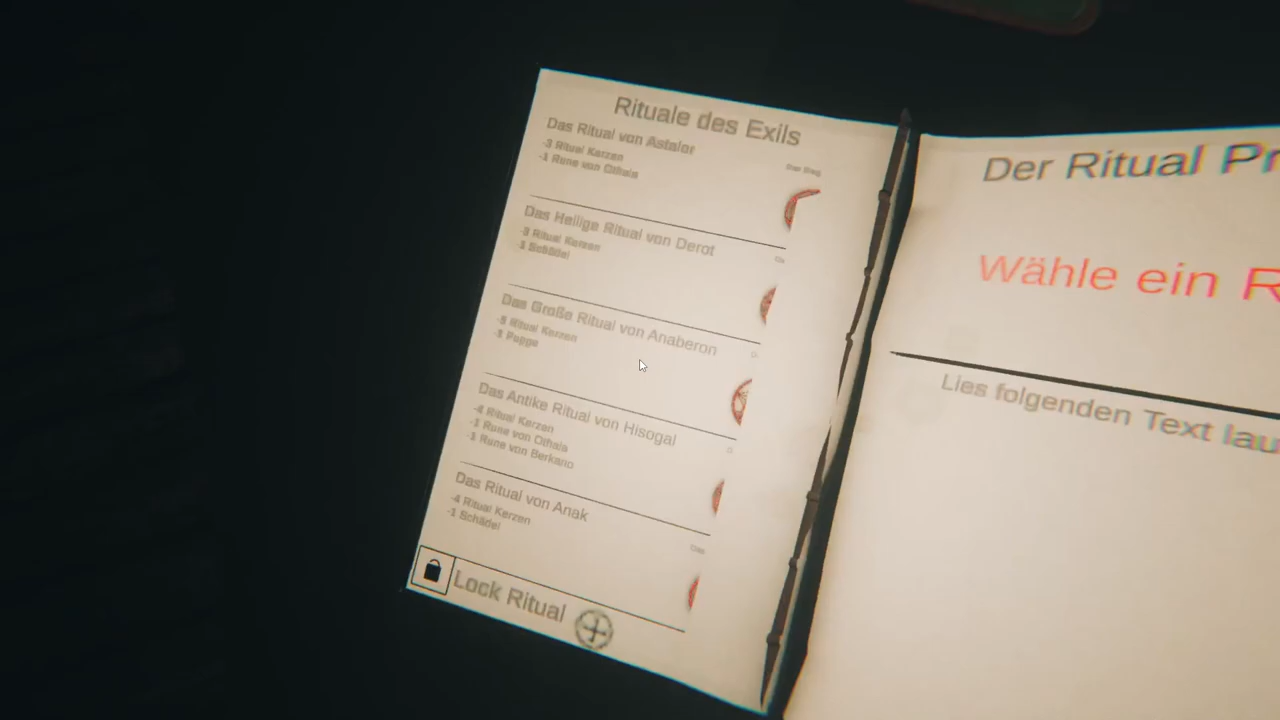 Rituale des Exils
Das Ritual von Astalor
-3 Ritual Kerzen
-1 Rune von Othala
Das Heilige Ritual von Derot
-3 Ritual Kerzen
-1 Schädel
Das Große Ritual von Anaberon
-5 Ritual Kerzen
-1 Puppe
Das Antike Ritual von Hisogal
-4 Ritual Kerzen
-1 Rune von Othala
-1 Rune von Berkano
Das Ritual von Anak
-4 Ritual Kerzen
-1 Schädel
Lock Ritual
Der Ritual Pr
Wähle ein R
Lies folgenden Text lau